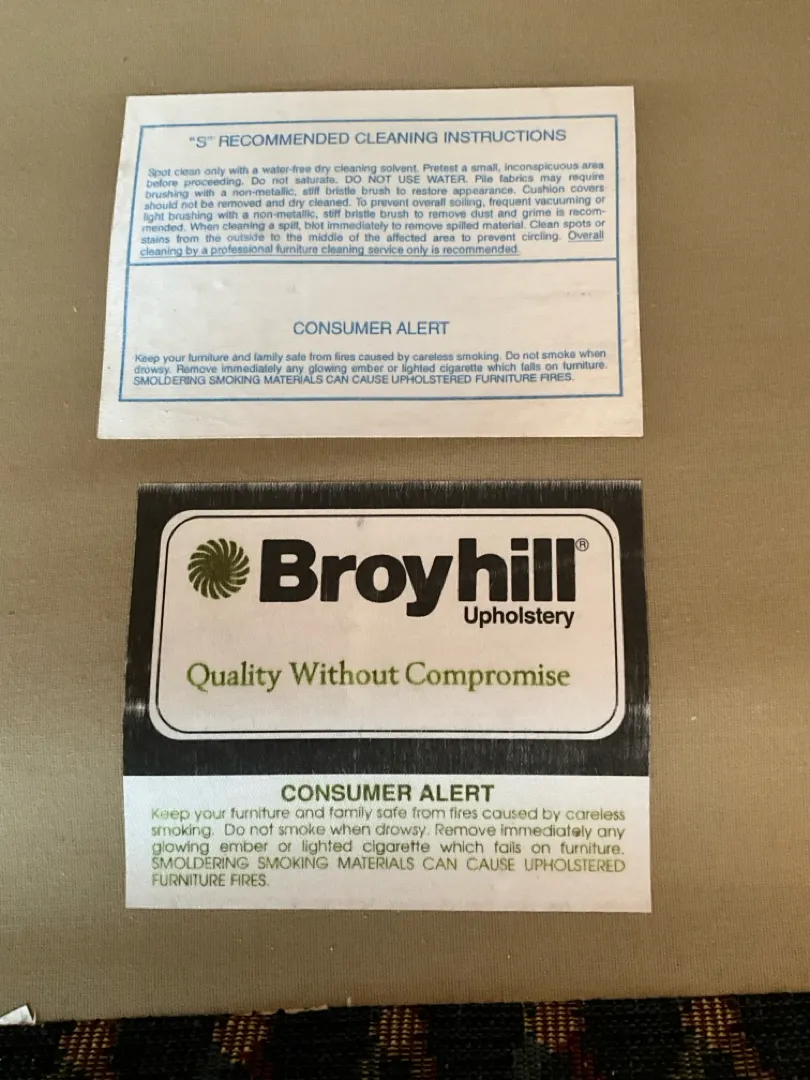 "S" RECOMMENDED CLEANING INSTRUCTIONS
Spot clean only with a water-free dry cleaning solvent. Pretest a small, inconspicuous area
before proceeding. Do not saturate. DO NOT USE WATER. Pile fabrics may require
brushing with a non-metallic, stiff bristle brush to restore appearance. Cushion covers
should not be removed and dry cleaned. To prevent overall soiling, frequent vacuuming or
light brushing with a non-metallic, stiff bristle brush to remove dust and grime is recom-
mended. When cleaning a spill, blot immediately to remove spilled material. Clean spots or
stains from the outside to the middle of the affected area to prevent circling. Overall
cleaning by a professional furniture cleaning service only is recommended.
CONSUMER ALERT
Keep your furniture and family safe from fires caused by careless smoking. Do not smoke when
drowsy. Remove immediately any glowing ember or lighted cigarette which falls on furniture.
SMOLDERING SMOKING MATERIALS CAN CAUSE UPHOLSTERED FURNITURE FIRES.
Broyhill®
Upholstery
Quality Without Compromise
CONSUMER ALERT
Keep your furniture and family safe from fires caused by careless
smoking. Do not smoke when drowsy. Remove immediately any
glowing ember or lighted cigarette which falls on furniture.
SMOLDERING SMOKING MATERIALS CAN CAUSE UPHOLSTERED
FURNITURE FIRES.